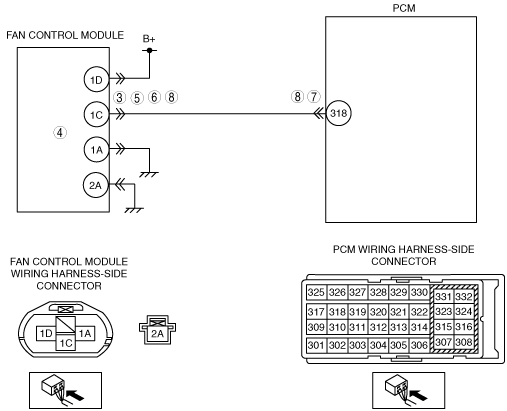 PCM
FAN CONTROL MODULE
B+
1D
③ ⑤ ⑥ ⑧
⑧ ⑦
1C
318
④
1A
2A
FAN CONTROL MODULE
WIRING HARNESS-SIDE
CONNECTOR
PCM WIRING HARNESS-SIDE
CONNECTOR
1D
1A
1C
2A
325 326 327 328 329 330 331 332
317 318 319 320 321 322 323 324
309 310 311 312 313 314 315 316
301 302 303 304 305 306 307 308